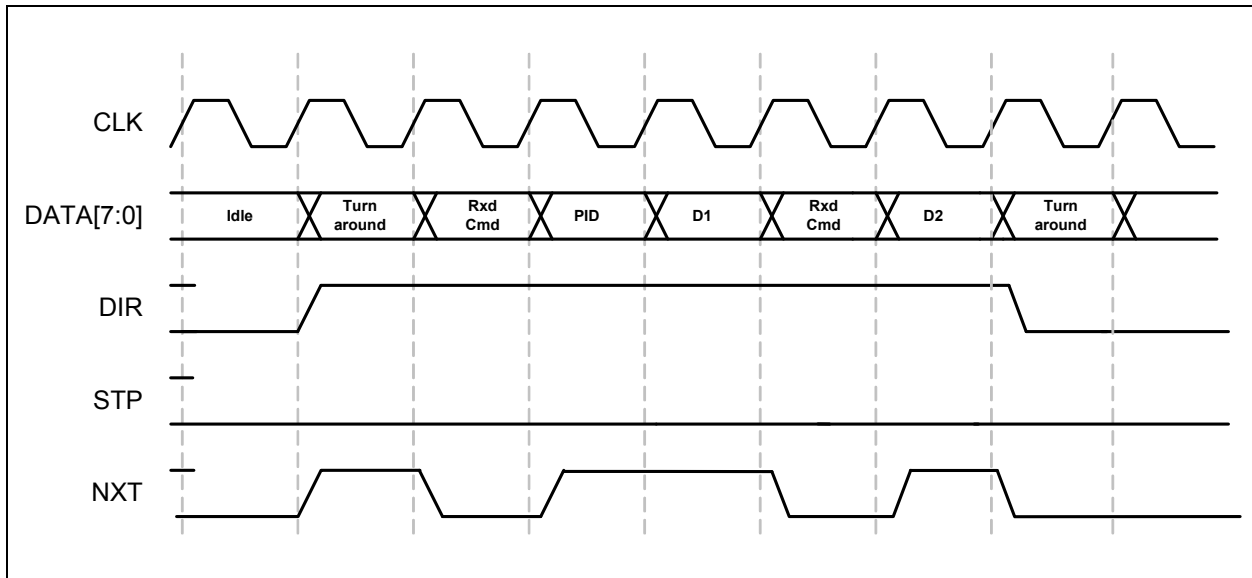 CLK
DATA[7:0]
Idle
Turn
around
Rxd
Cmd
PID
D1
Rxd
Cmd
D2
Turn
around
DIR
STP
NXT